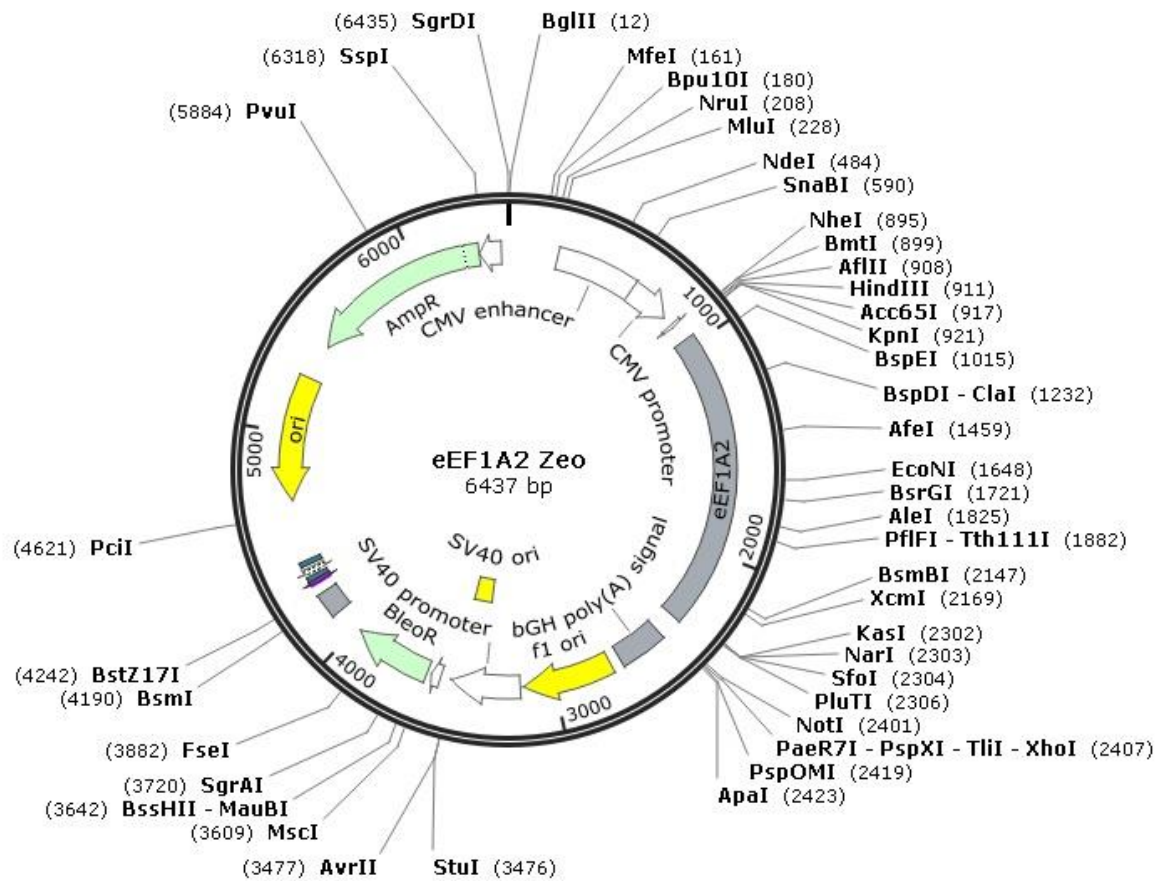 (6435) SgrDI
BglII (12)
(6318) SspI
MfeI (161)
Bpu10I (180)
(5884) PvuI
NruI (208)
MluI (228)
NdeI (484)
SnaBI (590)
NheI (895)
BmtI (899)
AflII (908)
HindIII (911)
Acc65I (917)
KpnI (921)
BspEI (1015)
BspDI - ClaI (1232)
AfeI (1459)
EcoNI (1648)
BsrGI (1721)
AleI (1825)
PflFI - Tth111I (1882)
BsmBI (2147)
XcmI (2169)
KasI (2302)
NarI (2303)
SfoI (2304)
PluTI (2306)
NotI (2401)
PaeR7I - PspXI - TliI - XhoI (2407)
PspOMI (2419)
ApaI (2423)
StuI (3476)
(3477) AvrII
(3609) MscI
(3642) BssHII - MauBI
(3720) SgrAI
(3882) FseI
(4190) BsmI
(4242) BstZ17I
(4621) PciI
6000
1000
2000
3000
4000
5000
AmpR
CMV enhancer
CMV promoter
eEF1A2
ori
eEF1A2 Zeo
6437 bp
SV40 ori
SV40 promoter
BleoR
bGH poly(A) signal
f1 ori